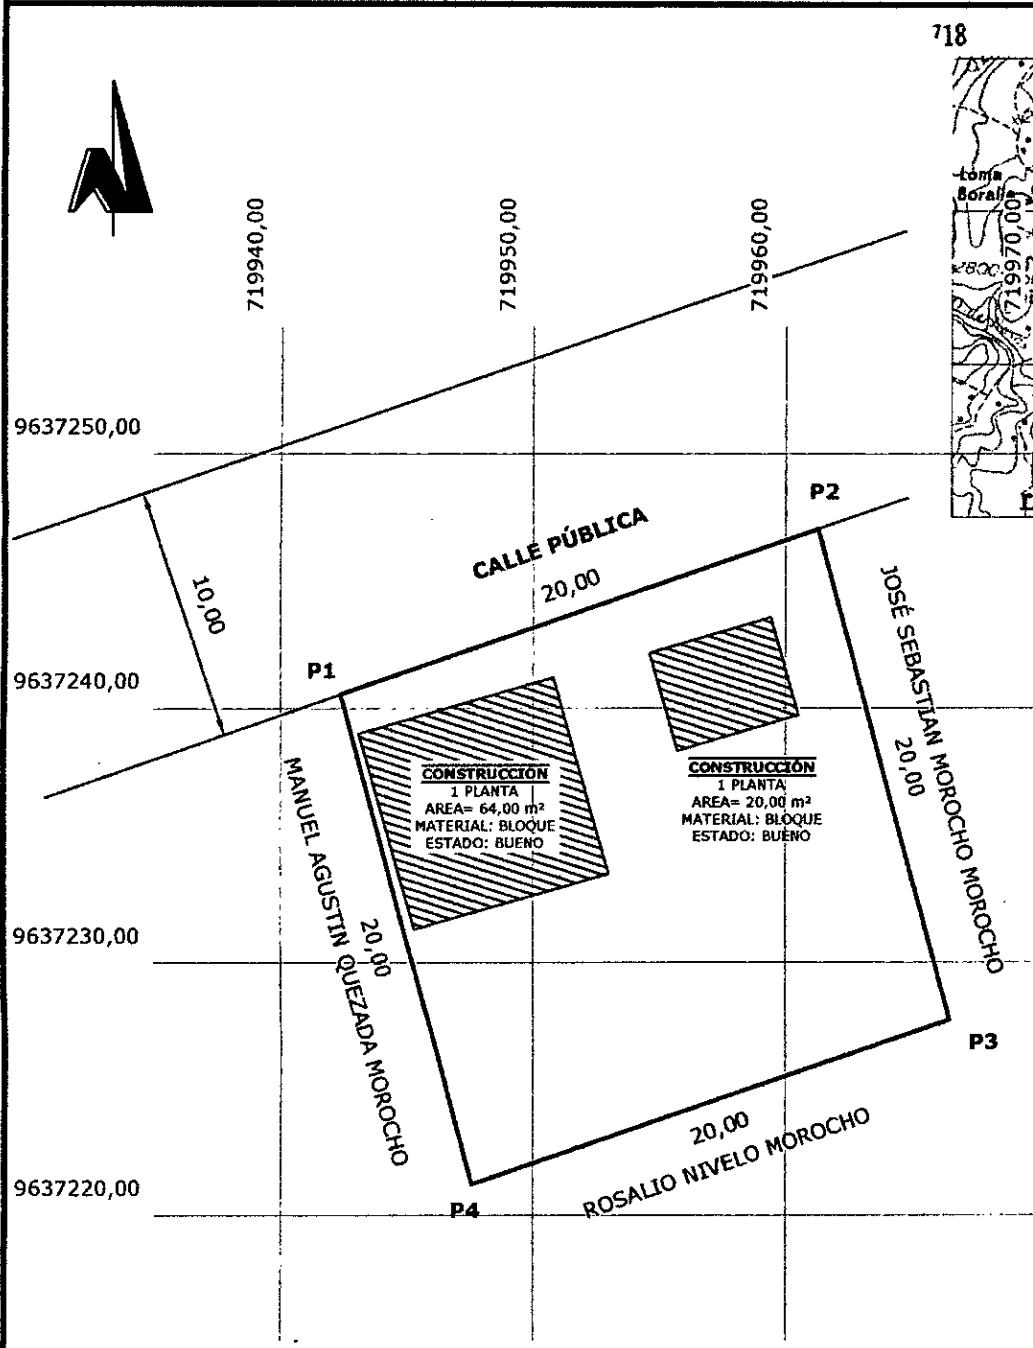 718
Loma
Boralia
2800
719940,00
719950,00
719960,00
719970,00
9637250,00
P2
CALLE PÚBLICA
20,00
10,00
P1
9637240,00
JOSÉ SEBASTIAN MOROCHO MOROCHO
20,00
CONSTRUCCIÓN
1 PLANTA
AREA= 64,00 m²
MATERIAL: BLOQUE
ESTADO: BUENO
CONSTRUCCIÓN
1 PLANTA
AREA= 20,00 m²
MATERIAL: BLOQUE
ESTADO: BUENO
MANUEL AGUSTIN QUEZADA MOROCHO
20,00
9637230,00
P3
20,00
ROSALIO NIVELO MOROCHO
9637220,00
P4